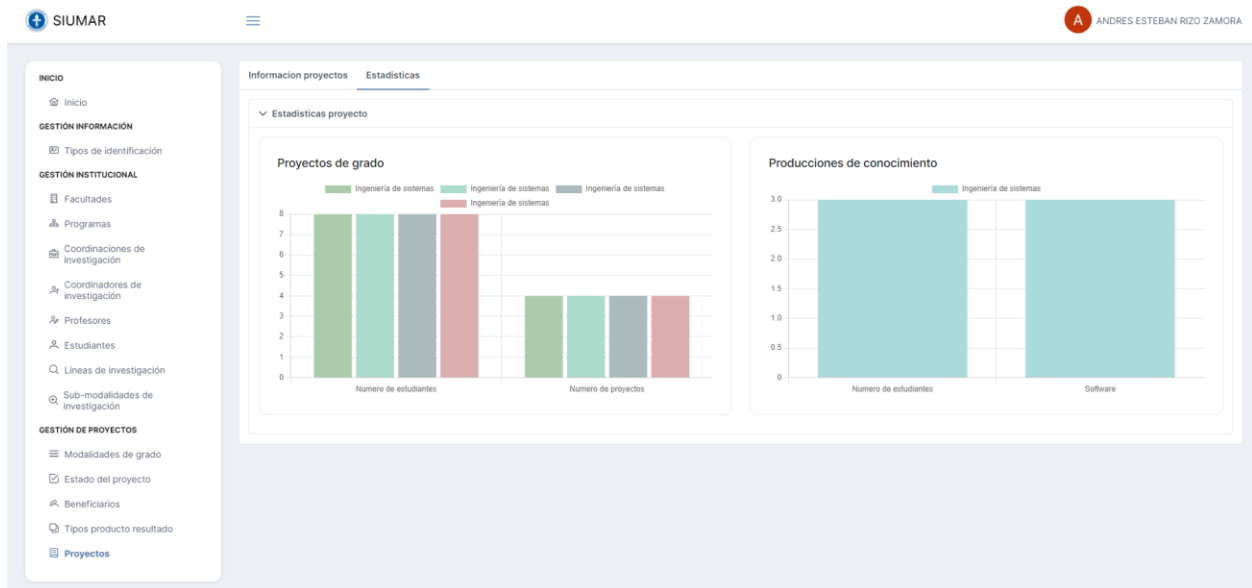 SIUMAR
A ANDRES ESTEBAN RIZO ZAMORA
INICIO
Inicio
GESTIÓN INFORMACIÓN
Tipos de identificación
GESTIÓN INSTITUCIONAL
Facultades
Programas
Coordinaciones de
investigación
Coordinadores de
investigación
Profesores
Estudiantes
Líneas de investigación
Sub-modalidades de
investigación
GESTIÓN DE PROYECTOS
Modalidades de grado
Estado del proyecto
Beneficiarios
Tipos producto resultado
Proyectos
Informacion proyectos Estadísticas
Estadísticas proyecto
Proyectos de grado
Ingeniería de sistemas Ingeniería de sistemas Ingeniería de sistemas
Ingeniería de sistemas
8
7
6
5
4
3
2
1
0
Numero de estudiantes Numero de proyectos
Producciones de conocimiento
Ingeniería de sistemas
3.0
2.5
2.0
1.5
1.0
0.5
0
Numero de estudiantes Software